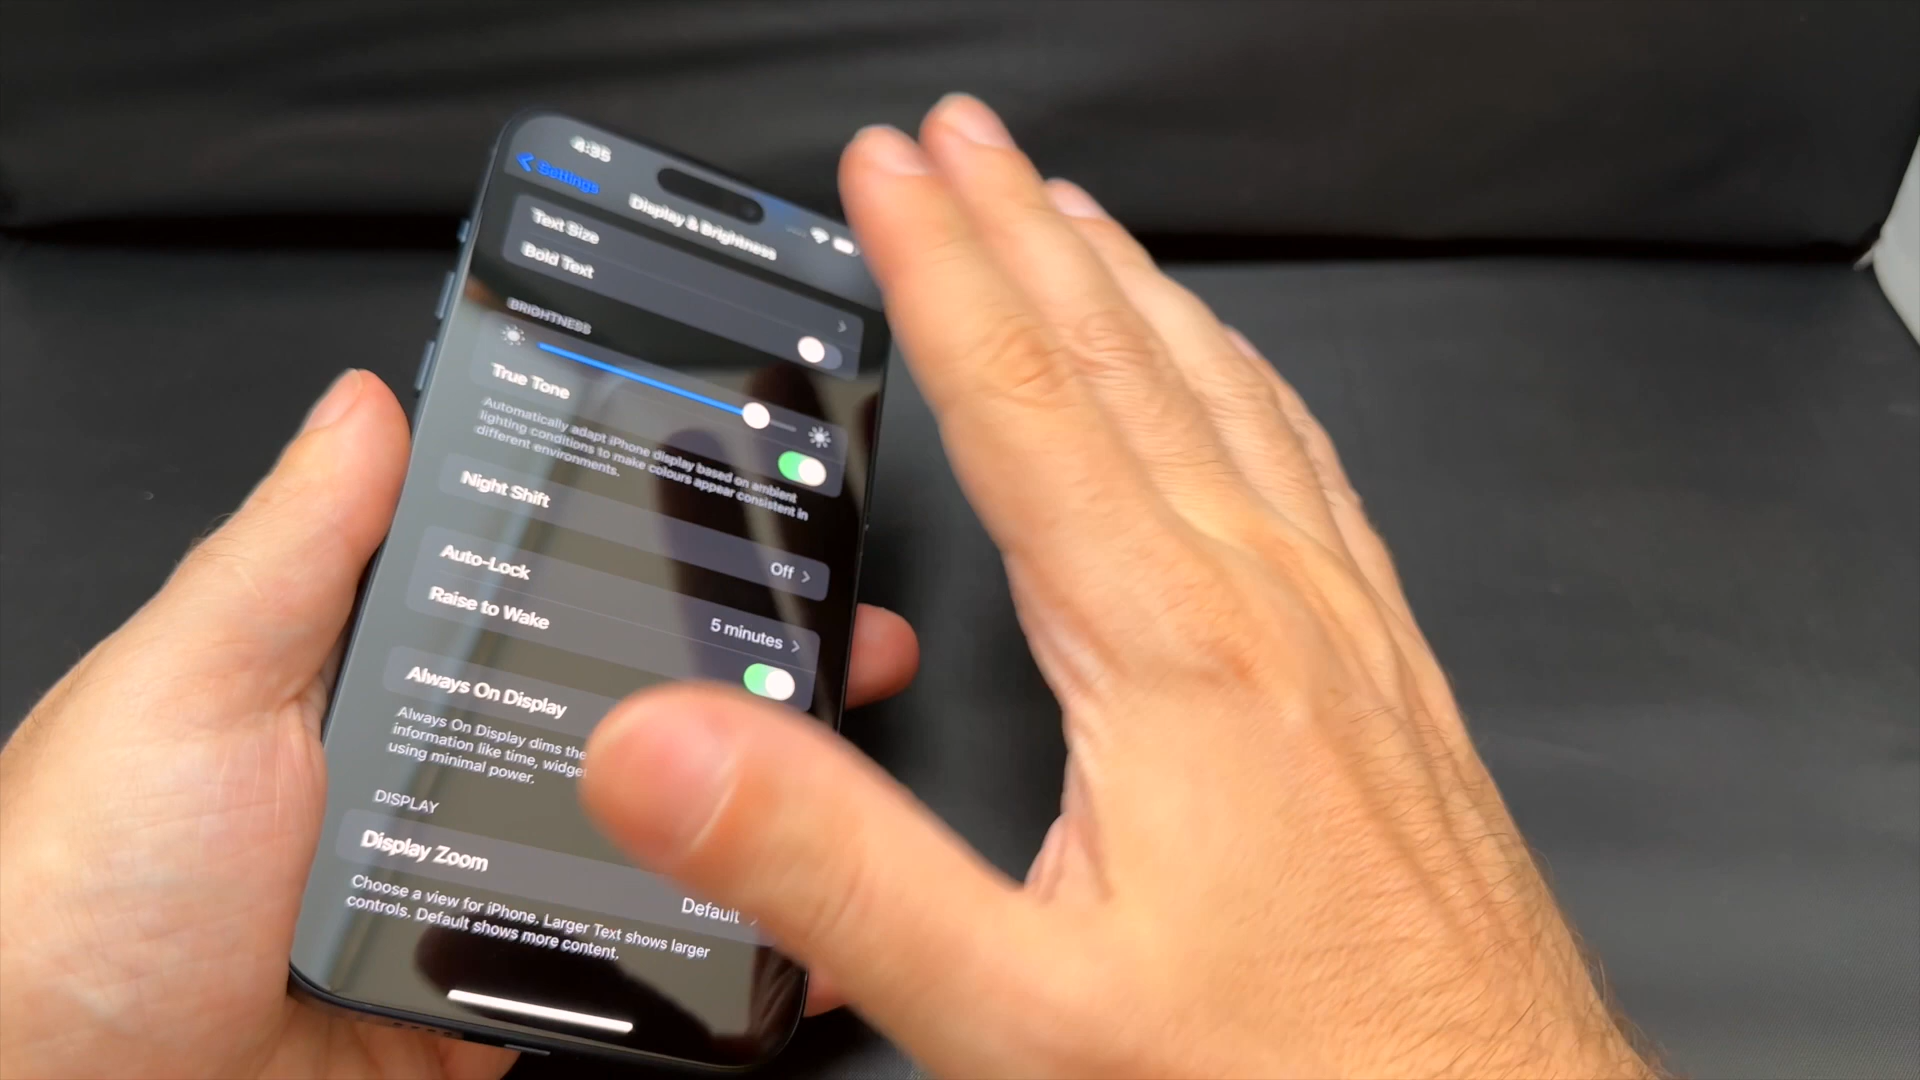 4:35
Settings
Display & Brightness
Text Size
Bold Text
BRIGHTNESS
True Tone
Automatically adapt iPhone display based on ambient
lighting conditions to make colours appear consistent in
different environments.
Night Shift
Off
Auto-Lock
5 minutes
Raise to Wake
Always On Display
Always On Display dims the
information like time, widge
using minimal power.
DISPLAY
Display Zoom
Default
Choose a view for iPhone. Larger Text shows larger
controls. Default shows more content.